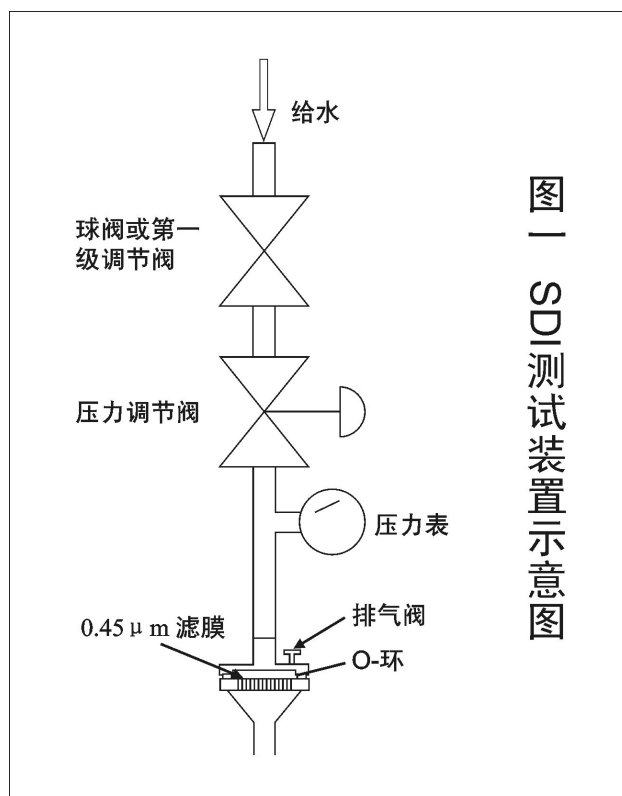 给水
球阀或第一
级调节阀
压力调节阀
压力表
排气阀
0.45μm 滤膜
O-环
图一 SDI测试装置示意图